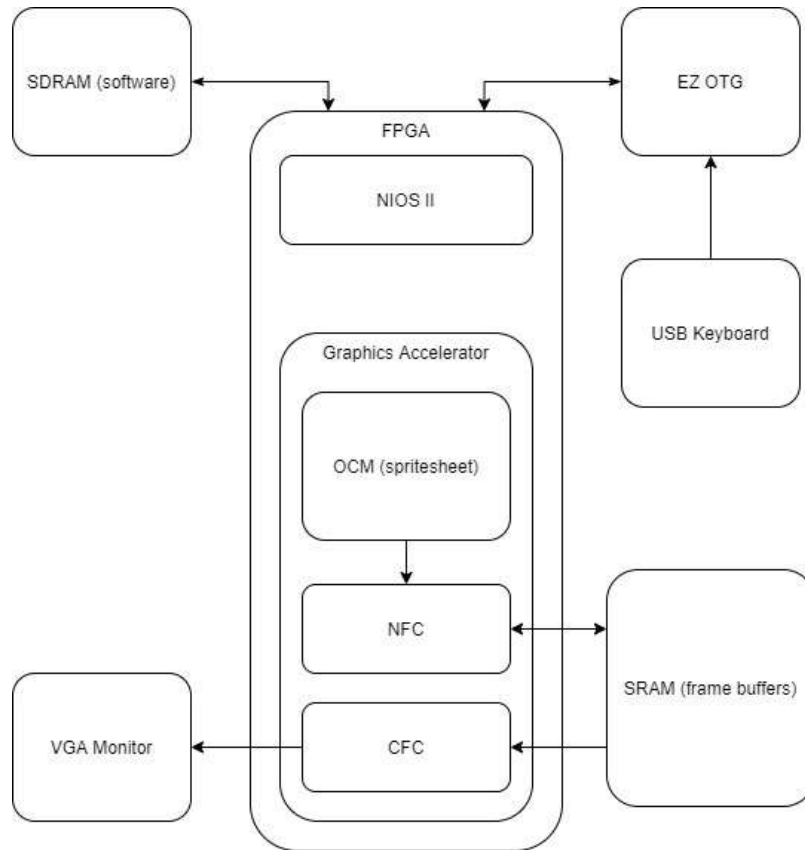 SDRAM (software)
EZ OTG
FPGA
NIOS II
USB Keyboard
Graphics Accelerator
OCM (spritesheet)
NFC
SRAM (frame buffers)
VGA Monitor
CFC